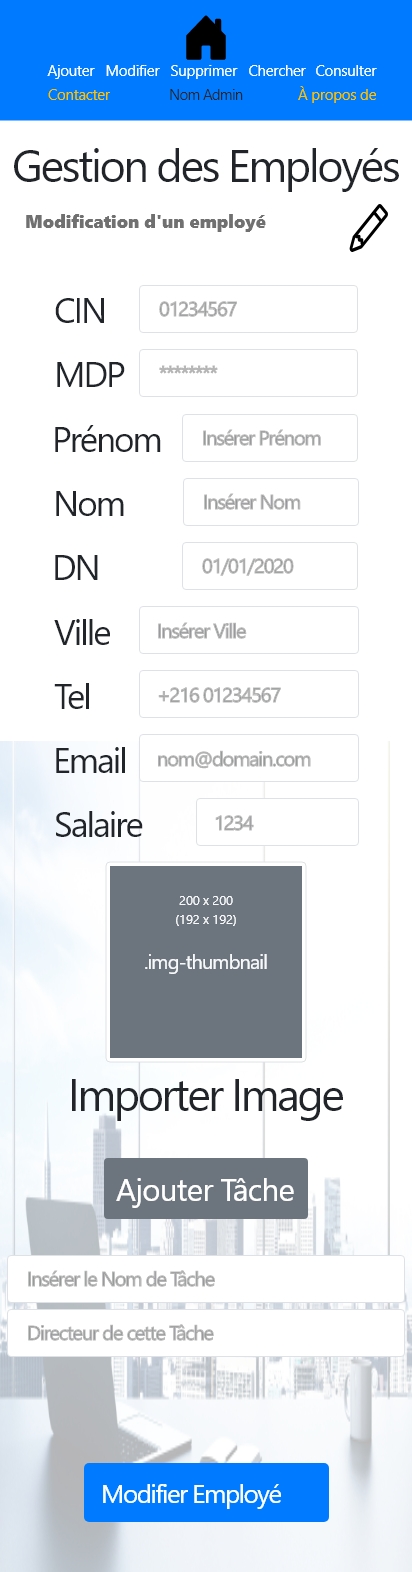 Ajouter Modifier Supprimer Chercher Consulter
Contacter Nom Admin À propos de
Gestion des Employés
Modification d'un employé
CIN 01234567
MDP ********
Prénom Insérer Prénom
Nom Insérer Nom
DN 01/01/2020
Ville Insérer Ville
Tel +216 01234567
Email nom@domain.com
Salaire 1234
200 x 200
(192 x 192)
.img-thumbnail
Importer Image
Ajouter Tâche
Insérer le Nom de Tâche
Directeur de cette Tâche
Modifier Employé